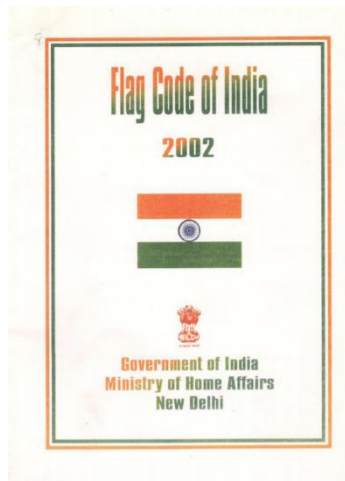 Flag Code of India
2002
Government of India
Ministry of Home Affairs
New Delhi